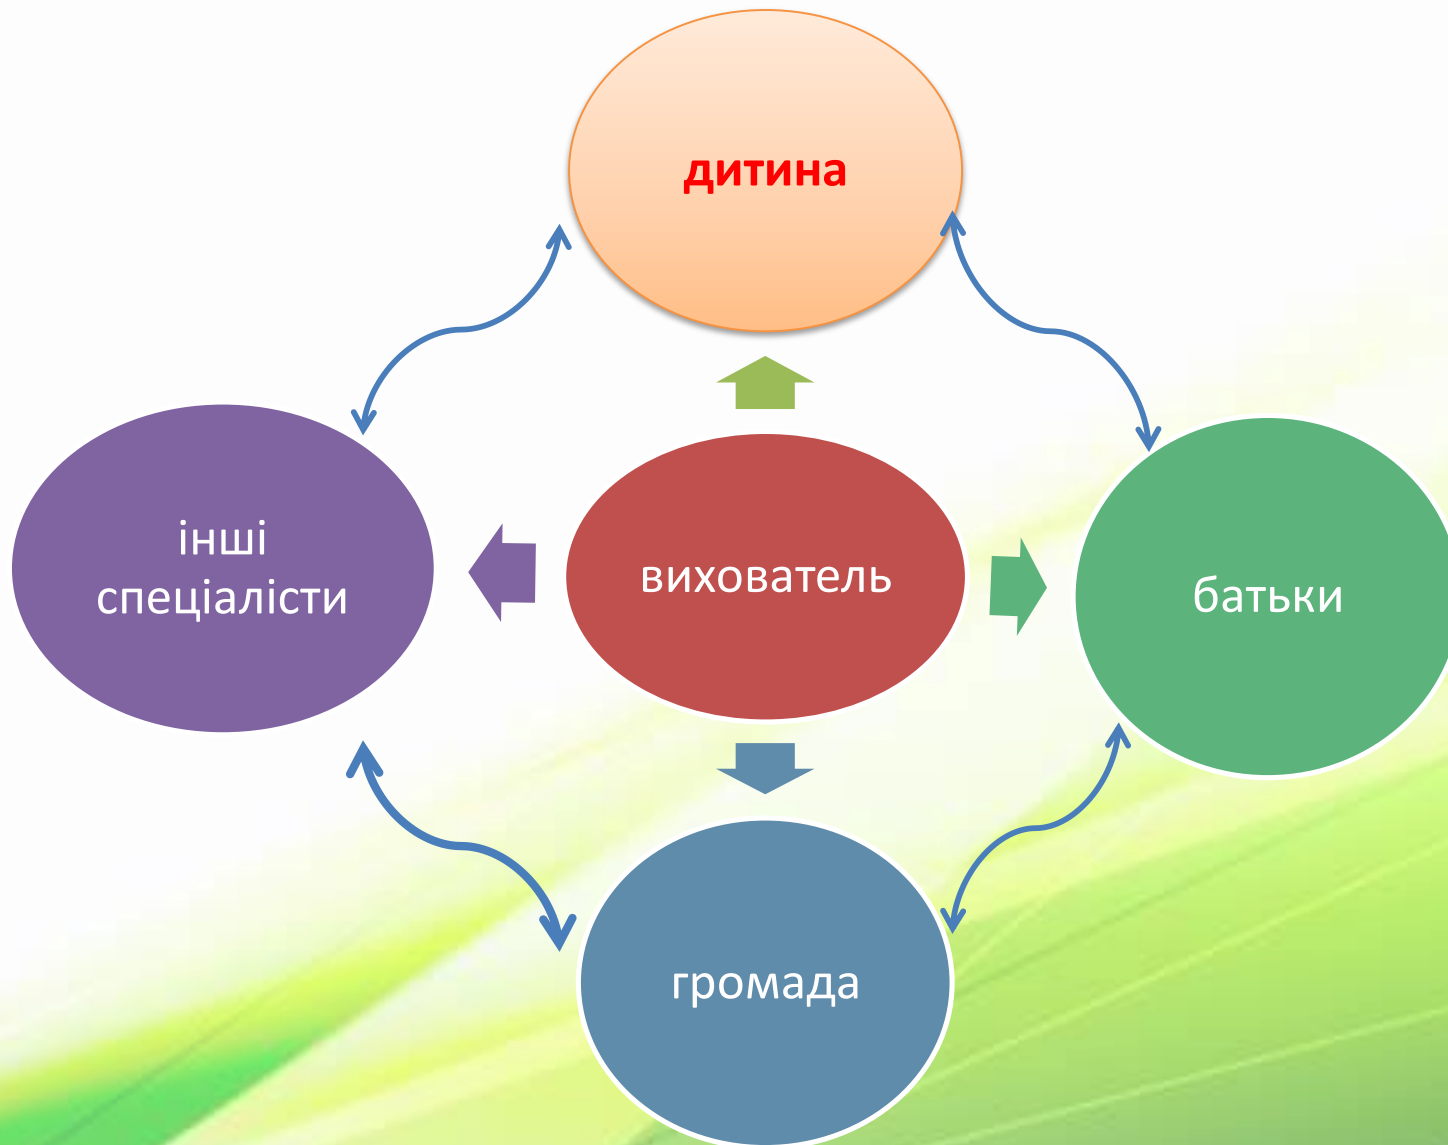 дитина
інші
спеціалісти
вихователь
батьки
громада